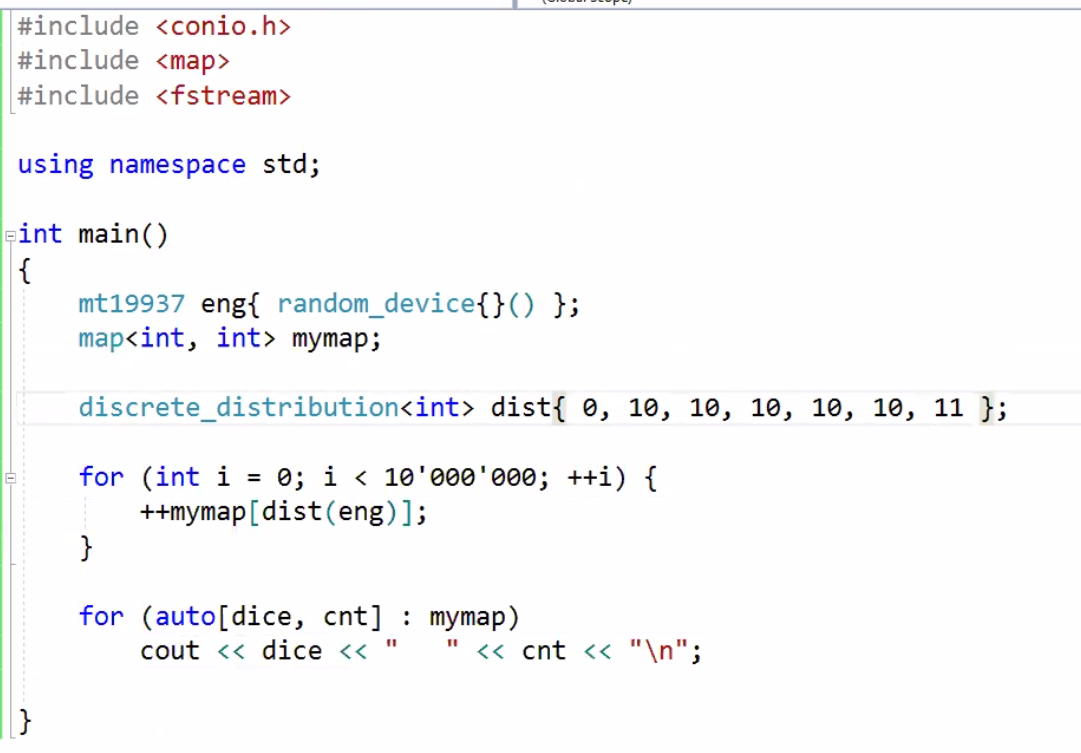 (Global Scope)
#include <conio.h>
#include <map>
#include <fstream>
using namespace std;
int main()
{
mt19937 eng{ random_device{}() };
map<int, int> mymap;
discrete_distribution<int> dist{ 0, 10, 10, 10, 10, 10, 11 };
for (int i = 0; i < 10'000'000; ++i) {
++mymap[dist(eng)];
}
for (auto[dice, cnt] : mymap)
cout << dice << "   " << cnt << "\n";
}